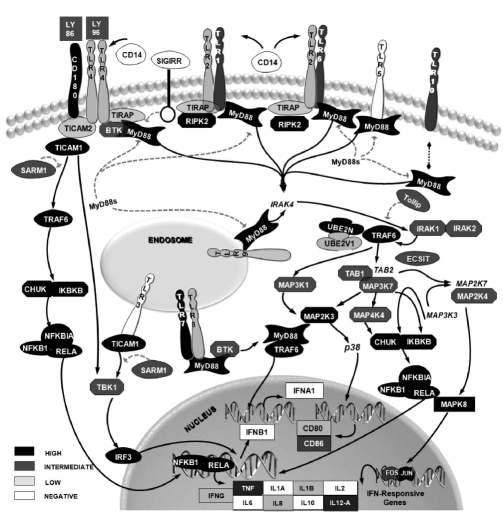 LY
86
LY
96
CD14
SIGIRR
CD14
CD180
TLR4
TLR4
TLR2
TLR1
TLR2
TLR6
TLR5
TLR10
TICAM2
TIRAP
BTK
MyD88
TIRAP
RIPK2
MyD88
TIRAP
RIPK2
MyD88
MyD88
TICAM1
SARM1
MyD88s
MyD88s
MyD88
Tollip
IRAK4
TRAF6
MyD88
ENDOSOME
TLR9
UBE2N
UBE2V1
TRAF6
IRAK1
IRAK2
ECSIT
TAB1
TAB2
MAP3K7
MAP3K1
MAP2K7
MAP2K4
CHUK
IKBKB
TLR3
TLR7
TLR8
MAP2K3
MAP4K4
MAP3K3
NFKBIA
NFKB1
RELA
TICAM1
BTK
MyD88
TRAF6
MyD88
p38
CHUK
IKBKB
SARM1
TBK1
NFKBIA
NFKB1
RELA
MAPK8
IFNA1
NUCLEUS
IFNB1
CD80
CD86
HIGH
INTERMEDIATE
LOW
NEGATIVE
IRF3
NFKB1
RELA
FOS
JUN
IFNG
TNF
IL1A
IL1B
IL2
IL6
IL8
IL10
IL12-A
IFN-Responsive
Genes